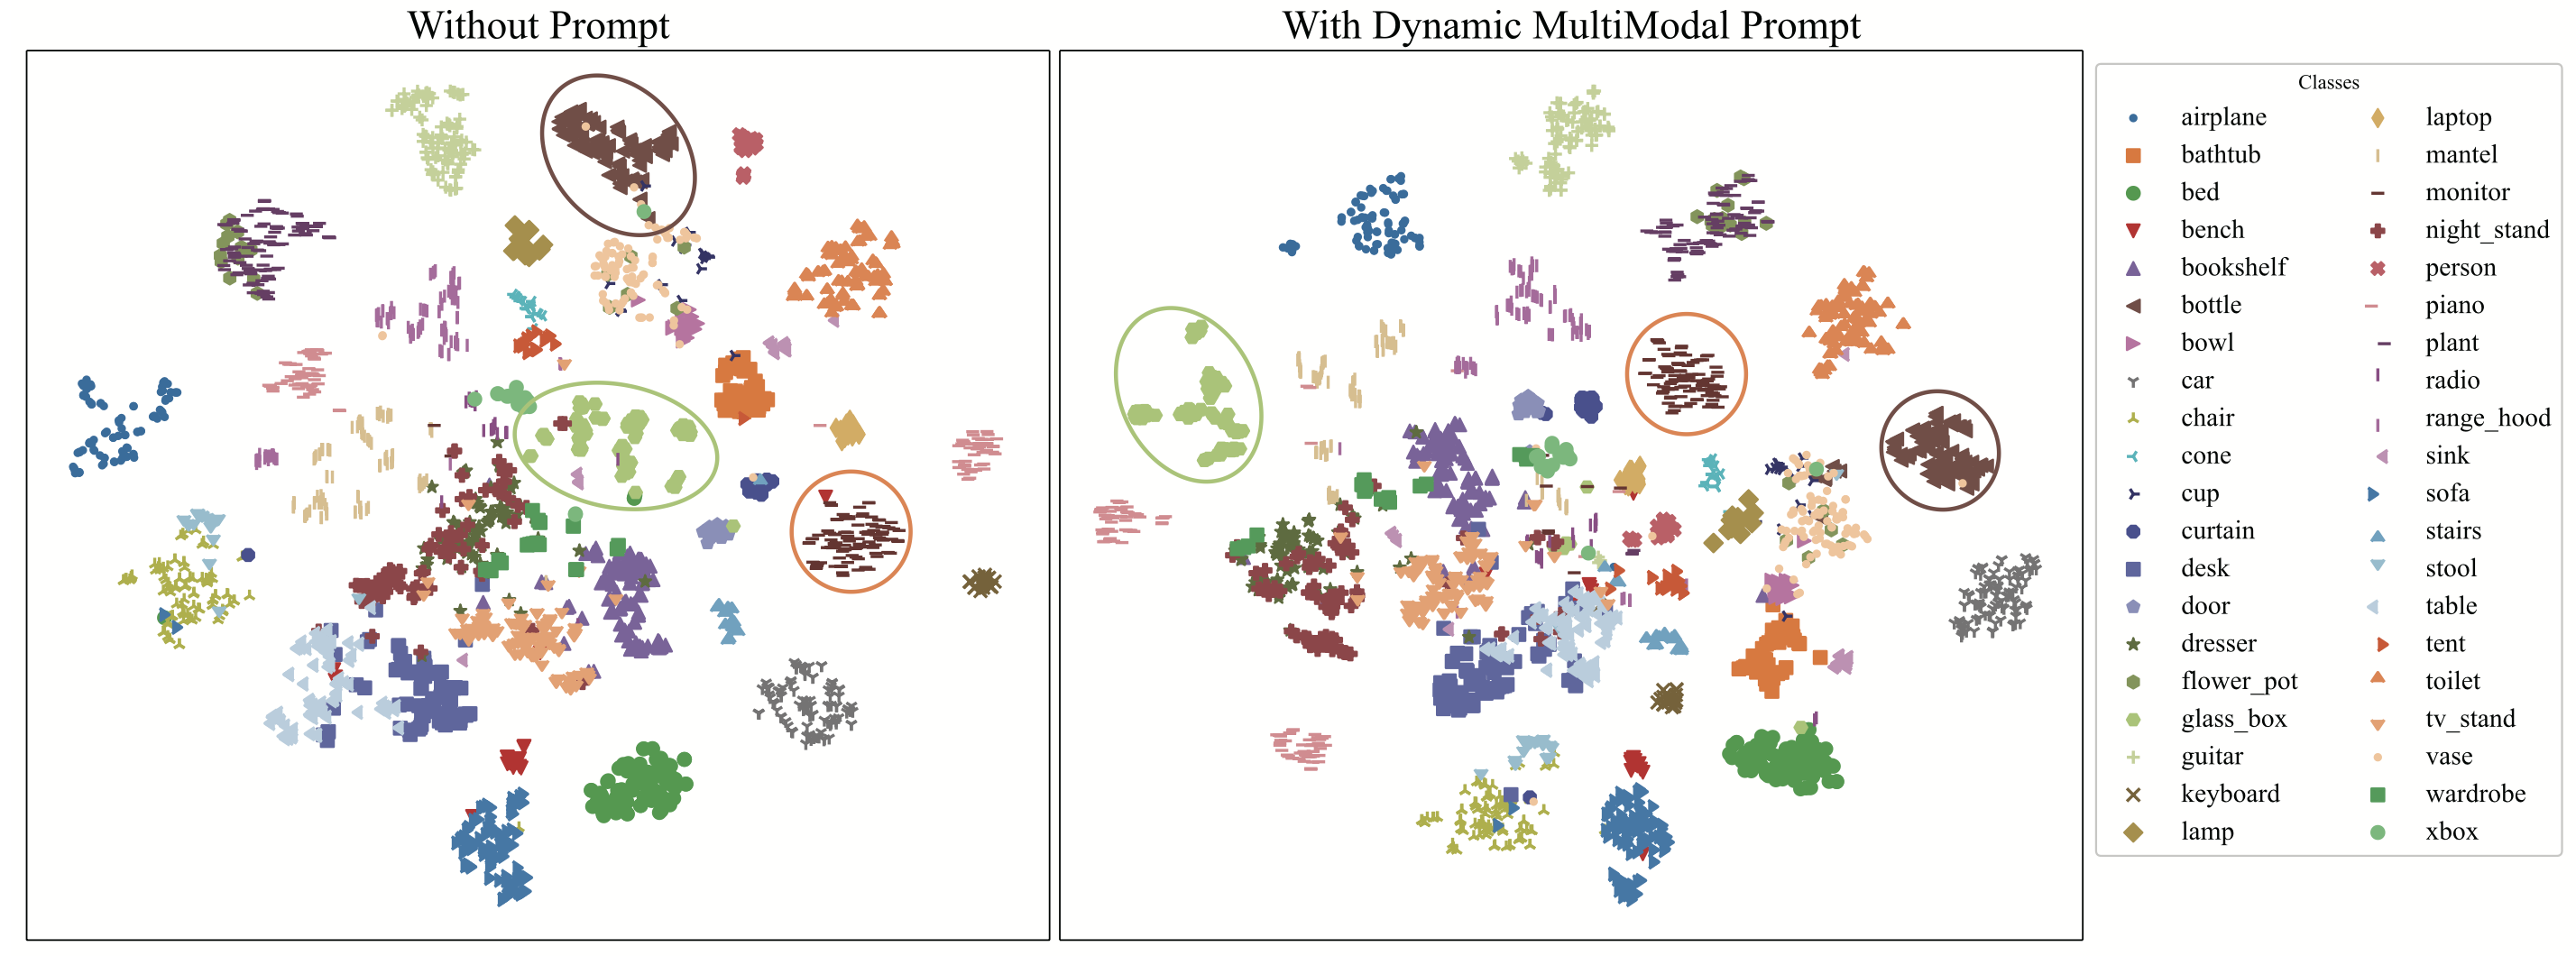 Without Prompt
With Dynamic MultiModal Prompt
Classes
airplane
bathtub
bed
bench
bookshelf
bottle
bowl
car
chair
cone
cup
curtain
desk
door
dresser
flower_pot
glass_box
guitar
keyboard
lamp
laptop
mantel
monitor
night_stand
person
piano
plant
radio
range_hood
sink
sofa
stairs
stool
table
tent
toilet
tv_stand
vase
wardrobe
xbox